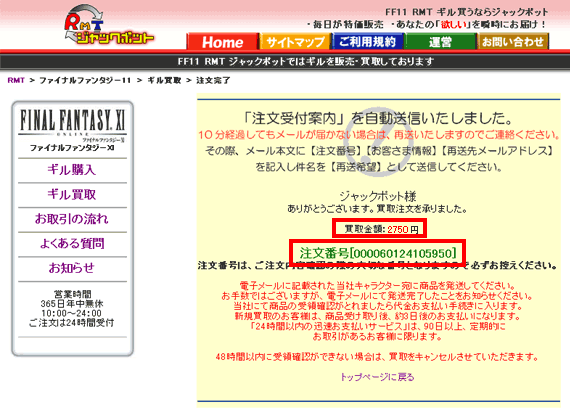 RMT
ジャックポット
FF11 RMT ギル買うならジャックポット
・毎日が特価販売 ・あなたの「欲しい」を瞬時にお届け!
Home
サイトマップ
ご利用規約
運営
お問い合わせ
FF11 RMT ジャックポットではギルを販売・買取しております
RMT > ファイナルファンタジー11 > ギル買取 > 注文完了
FINAL FANTASY XI
ONLINE ファイナルファンタジーXI
ファイナルファンタジーXI
ギル購入
ギル買取
お取引の流れ
よくある質問
お知らせ
営業時間
365日年中無休
10:00~24:00
ご注文は24時間受付
「注文受付案内」を自動送信いたしました。
10分経過してもメールが届かない場合は、再送いたしますのでご連絡ください。
その際、メール本文に【注文番号】【お客さま情報】【再送先メールアドレス】
を記入し件名を【再送希望】として送信してください。
ジャックポット様
ありがとうございます。買取注文を承りました。
買取金額:2750円
注文番号[000060124105950]
注文番号は、ご注文内容確認の際の大切な番号となりますので必ずお控えください。
電子メールに記載された当社キャラクター宛に商品を発送してください。
お手数ではございますが、電子メールにて発送完了したことをお知らせください。
当社にて商品の受領確認がとれましたら代金お支払い手続きに入ります。
新規買取のお客様は、商品受け取り後、約3日後のお支払いになります。
「24時間以内の迅速お支払いサービス」は、90日以上、定期的に
お取引があるお客様に限ります。
48時間以内に受領確認ができない場合は、買取をキャンセルさせていただきます。
トップページに戻る